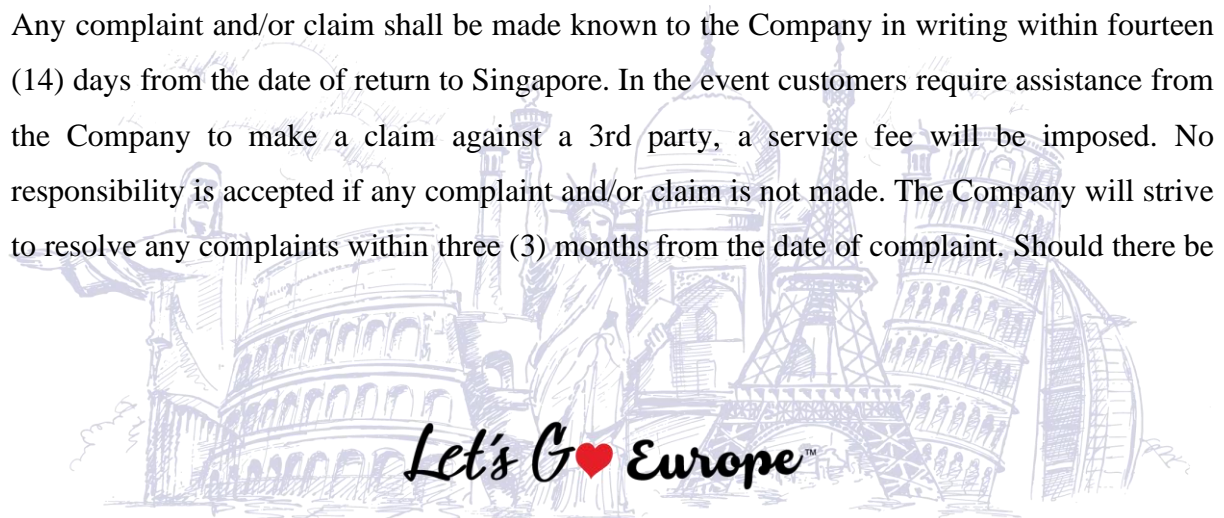 Any complaint and/or claim shall be made known to the Company in writing within fourteen
(14) days from the date of return to Singapore. In the event customers require assistance from
the Company to make a claim against a 3rd party, a service fee will be imposed. No
responsibility is accepted if any complaint and/or claim is not made. The Company will strive
to resolve any complaints within three (3) months from the date of complaint. Should there be
Let's Go Europe™